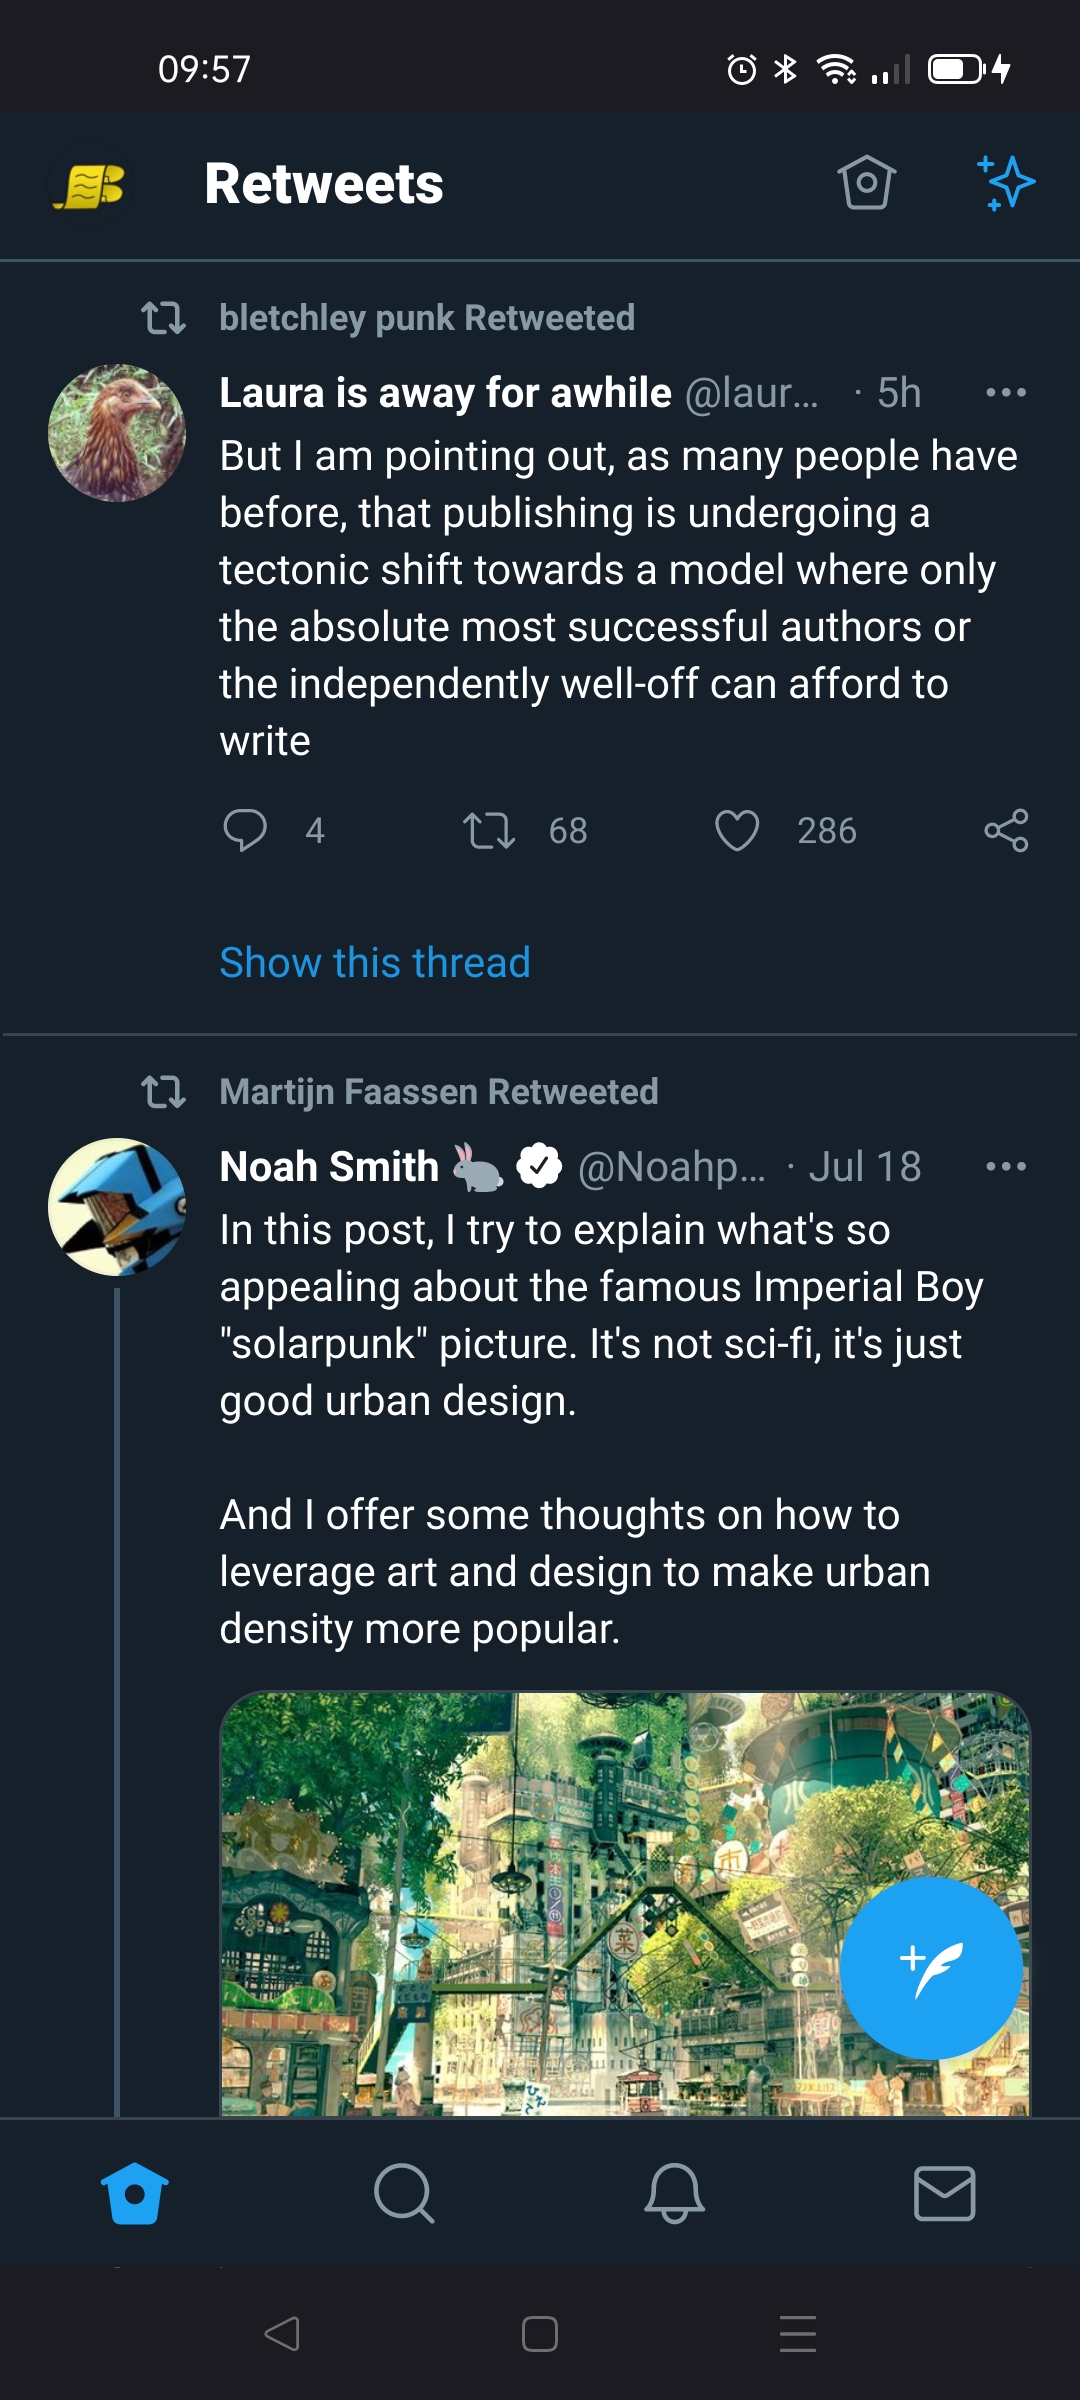 09:57
Retweets
bletchley punk Retweeted
Laura is away for awhile @laur... · 5h
But I am pointing out, as many people have
before, that publishing is undergoing a
tectonic shift towards a model where only
the absolute most successful authors or
the independently well-off can afford to
write
4 68 286
Show this thread
Martijn Faassen Retweeted
Noah Smith 🐇 @Noahp... · Jul 18
In this post, I try to explain what's so
appealing about the famous Imperial Boy
"solarpunk" picture. It's not sci-fi, it's just
good urban design.
And I offer some thoughts on how to
leverage art and design to make urban
density more popular.
市
菜